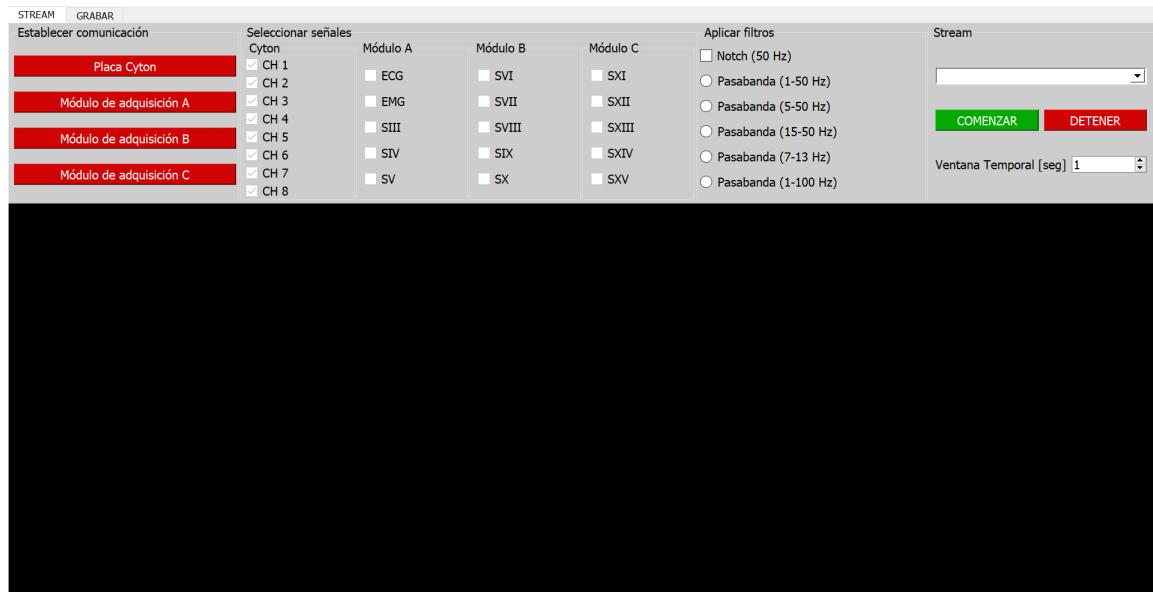 STREAM GRABAR
Establecer comunicación
Placa Cyton
Módulo de adquisición A
Módulo de adquisición B
Módulo de adquisición C
Seleccionar señales
Cyton
CH 1
CH 2
CH 3
CH 4
CH 5
CH 6
CH 7
CH 8
Módulo A
ECG
EMG
SIII
SIV
SV
Módulo B
SVI
SVII
SVIII
SIX
SX
Módulo C
SXI
SXII
SXIII
SXIV
SXV
Aplicar filtros
Notch (50 Hz)
Pasabanda (1-50 Hz)
Pasabanda (5-50 Hz)
Pasabanda (15-50 Hz)
Pasabanda (7-13 Hz)
Pasabanda (1-100 Hz)
Stream
COMENZAR DETENER
Ventana Temporal [seg] 1